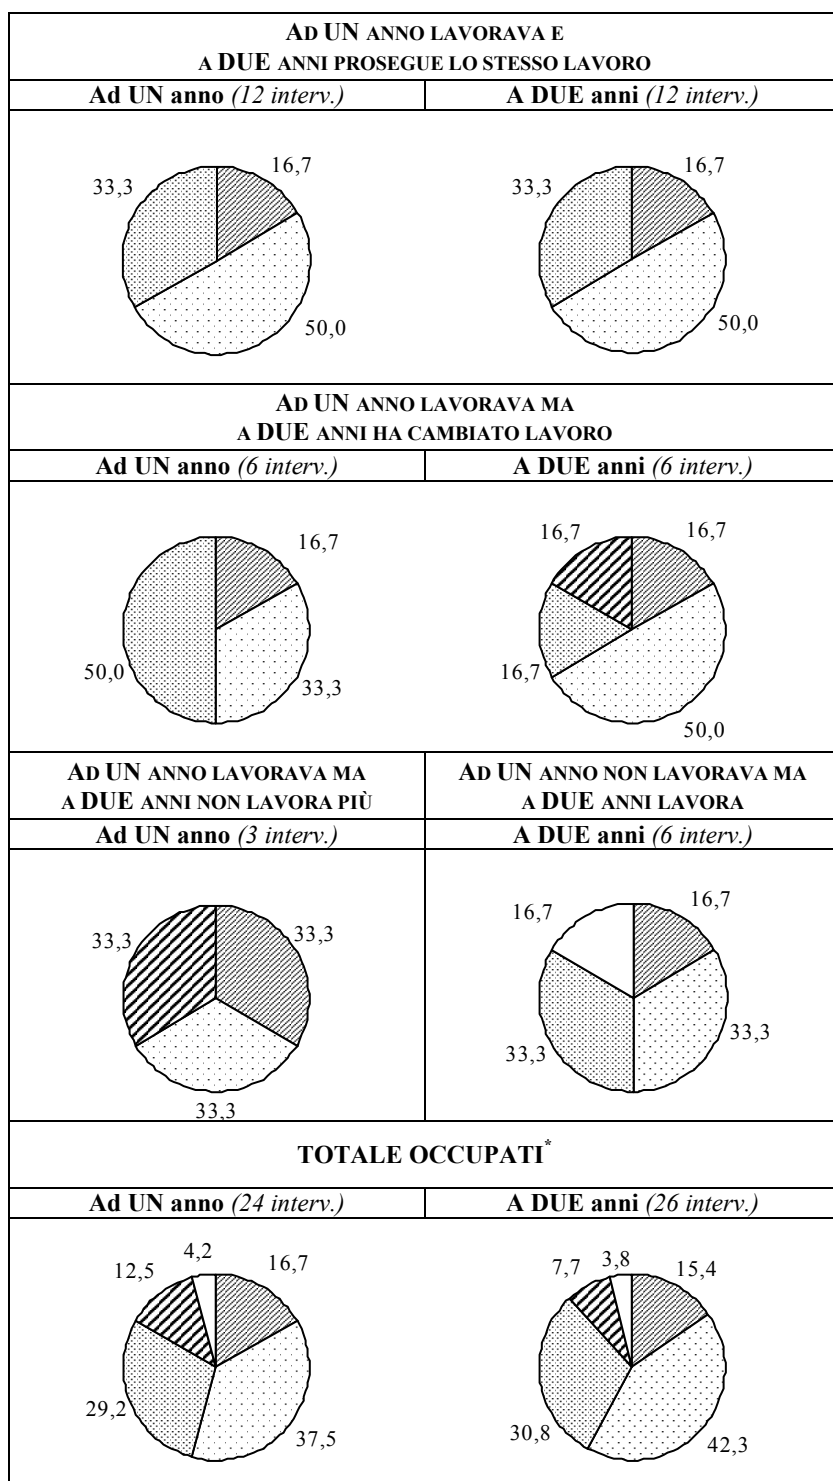 AD UN ANNO LAVORAVA E
A DUE ANNI PROSEGUE LO STESSO LAVORO
Ad UN anno (12 interv.)
A DUE anni (12 interv.)
33,3
16,7
50,0
33,3
16,7
50,0
AD UN ANNO LAVORAVA MA
A DUE ANNI HA CAMBIATO LAVORO
Ad UN anno (6 interv.)
A DUE anni (6 interv.)
16,7
50,0
33,3
16,7
16,7
16,7
50,0
AD UN ANNO LAVORAVA MA
A DUE ANNI NON LAVORA PIÙ
AD UN ANNO NON LAVORAVA MA
A DUE ANNI LAVORA
Ad UN anno (3 interv.)
A DUE anni (6 interv.)
33,3
33,3
33,3
16,7
16,7
33,3
33,3
TOTALE OCCUPATI*
Ad UN anno (24 interv.)
A DUE anni (26 interv.)
12,5
4,2
16,7
29,2
37,5
7,7
3,8
15,4
30,8
42,3